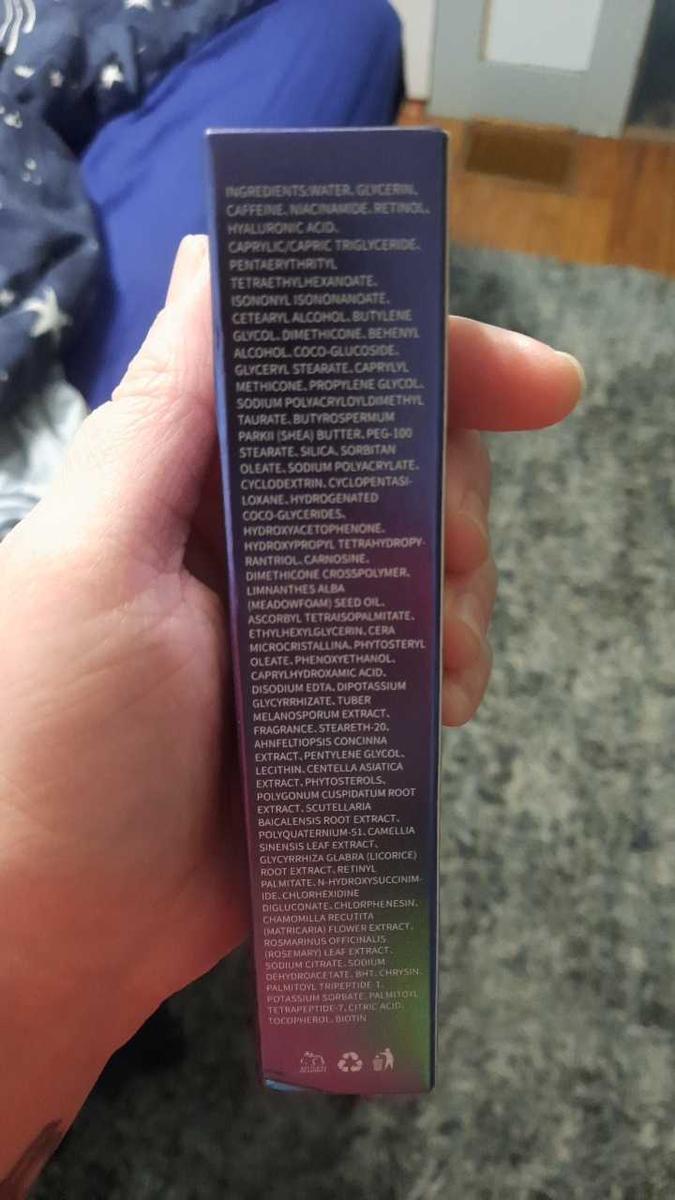 INGREDIENTS:WATER, GLYCERIN,
CAFFEINE, NIACINAMIDE, RETINOL,
HYALURONIC ACID,
CAPRYLIC/CAPRIC TRIGLYCERIDE,
PENTAERYTHRITYL
TETRAETHYLHEXANOATE,
ISONONYL ISONONANOATE,
CETEARYL ALCOHOL, BUTYLENE
GLYCOL, DIMETHICONE, BEHENYL
ALCOHOL, COCO-GLUCOSIDE,
GLYCERYL STEARATE, CAPRYLYL
METHICONE, PROPYLENE GLYCOL,
SODIUM POLYACRYLOYLDIMETHYL
TAURATE, BUTYROSPERMUM
PARKII (SHEA) BUTTER, PEG-100
STEARATE, SILICA, SORBITAN
OLEATE, SODIUM POLYACRYLATE,
CYCLODEXTRIN, CYCLOPENTASI-
LOXANE, HYDROGENATED
COCO-GLYCERIDES,
HYDROXYACETOPHENONE,
HYDROXYPROPYL TETRAHYDROPY-
RANTRIOL, CARNOSINE,
DIMETHICONE CROSSPOLYMER,
LIMNANTHES ALBA
(MEADOWFOAM) SEED OIL,
ASCORBYL TETRAISOPALMITATE,
ETHYLHEXYLGLYCERIN, CERA
MICROCRISTALLINA, PHYTOSTERYL
OLEATE, PHENOXYETHANOL,
CAPRYLHYDROXAMIC ACID,
DISODIUM EDTA, DIPOTASSIUM
GLYCYRRHIZATE, TUBER
MELANOSPORUM EXTRACT,
FRAGRANCE, STEARETH-20,
AHNFELTIOPSIS CONCINNA
EXTRACT, PENTYLENE GLYCOL,
LECITHIN, CENTELLA ASIATICA
EXTRACT, PHYTOSTEROLS,
POLYGONUM CUSPIDATUM ROOT
EXTRACT, SCUTELLARIA
BAICALENSIS ROOT EXTRACT,
POLYQUATERNIUM-51, CAMELLIA
SINENSIS LEAF EXTRACT,
GLYCYRRHIZA GLABRA (LICORICE)
ROOT EXTRACT, RETINYL
PALMITATE, N-HYDROXYSUCCINIM-
IDE, CHLORHEXIDINE
DIGLUCONATE, CHLORPHENESIN,
CHAMOMILLA RECUTITA
(MATRICARIA) FLOWER EXTRACT,
ROSMARINUS OFFICINALIS
(ROSEMARY) LEAF EXTRACT,
SODIUM CITRATE, SODIUM
DEHYDROACETATE, BHT, CHRYSIN,
PALMITOYL TRIPEPTIDE-1,
POTASSIUM SORBATE, PALMITOYL
TETRAPEPTIDE-7, CITRIC ACID,
TOCOPHEROL, BIOTIN